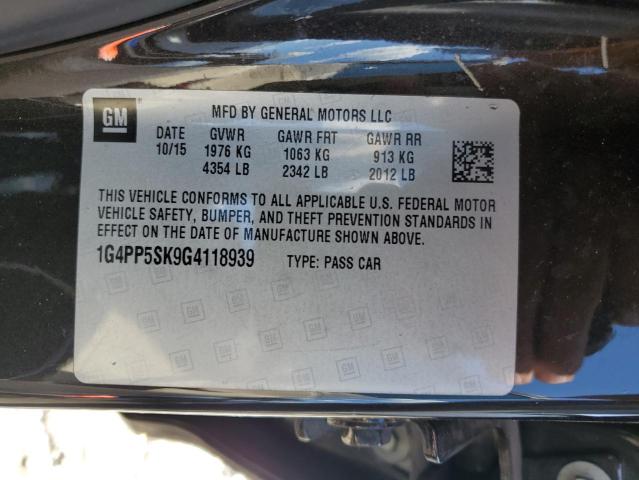 GM
MFD BY GENERAL MOTORS LLC
DATE GVWR GAWR FRT GAWR RR
10/15 1976 KG 1063 KG 913 KG
4354 LB 2342 LB 2012 LB
THIS VEHICLE CONFORMS TO ALL APPLICABLE U.S. FEDERAL MOTOR
VEHICLE SAFETY, BUMPER, AND THEFT PREVENTION STANDARDS IN
EFFECT ON THE DATE OF MANUFACTURE SHOWN ABOVE.
1G4PP5SK9G4118939 TYPE: PASS CAR